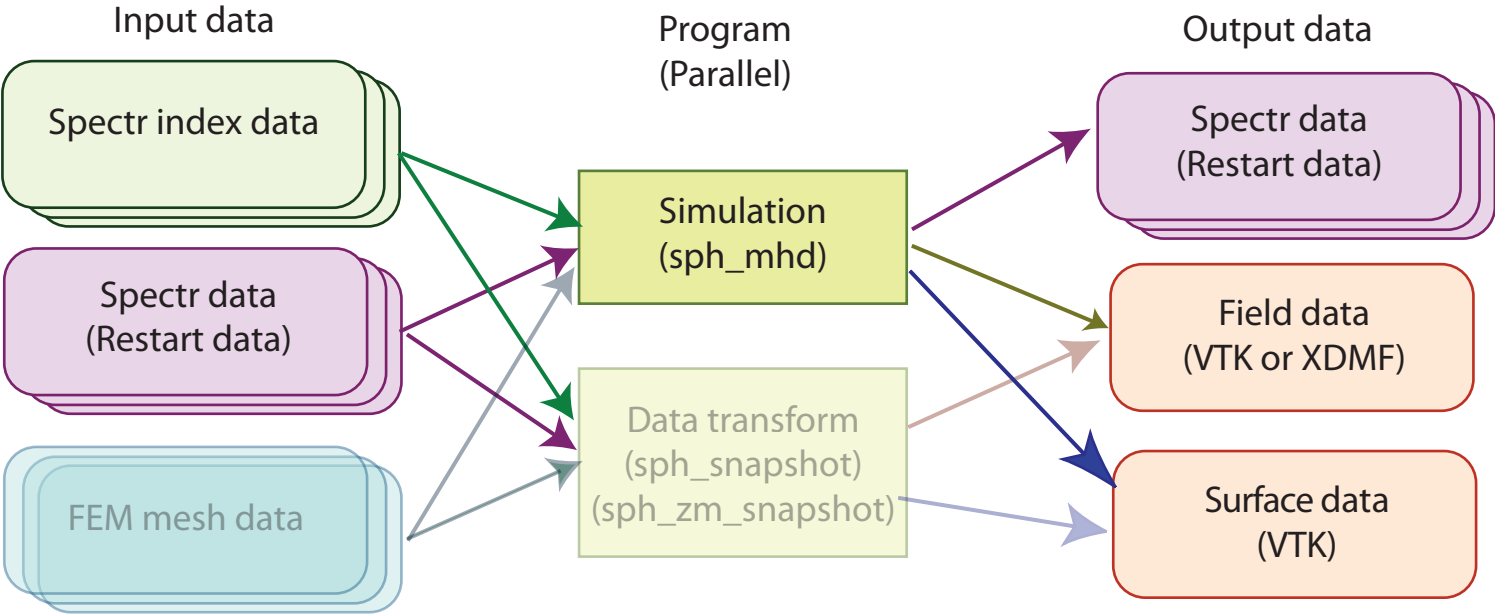 Input data
Program
(Parallel)
Output data
Spectr index data
Spectr data
(Restart data)
FEM mesh data
Simulation
(sph_mhd)
Data transform
(sph_snapshot)
(sph_zm_snapshot)
Spectr data
(Restart data)
Field data
(VTK or XDMF)
Surface data
(VTK)